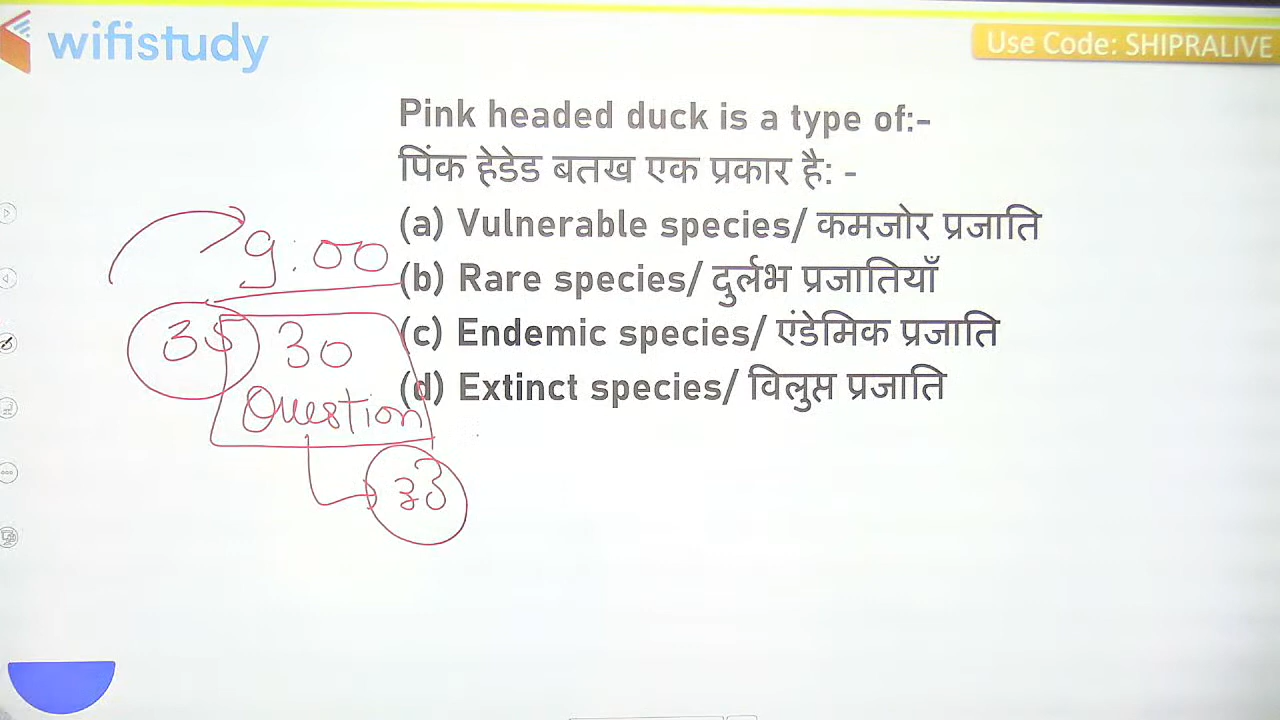 wifistudy
Use Code: SHIPRALIVE
Pink headed duck is a type of:-
पिंक हेडेड बतख एक प्रकार है: -
(a) Vulnerable species/ कमजोर प्रजाति
(b) Rare species/ दुर्लभ प्रजातियाँ
(c) Endemic species/ एंडेमिक प्रजाति
(d) Extinct species/ विलुप्त प्रजाति
9:00
35
30
Question
33